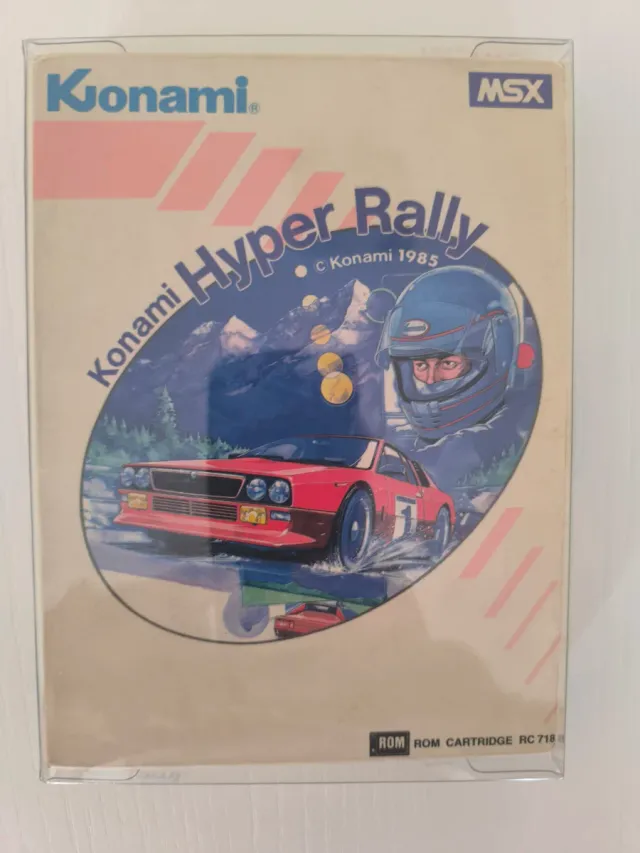 Konami®
MSX
Konami Hyper Rally
© Konami 1985
1
ROM ROM CARTRIDGE RC 718